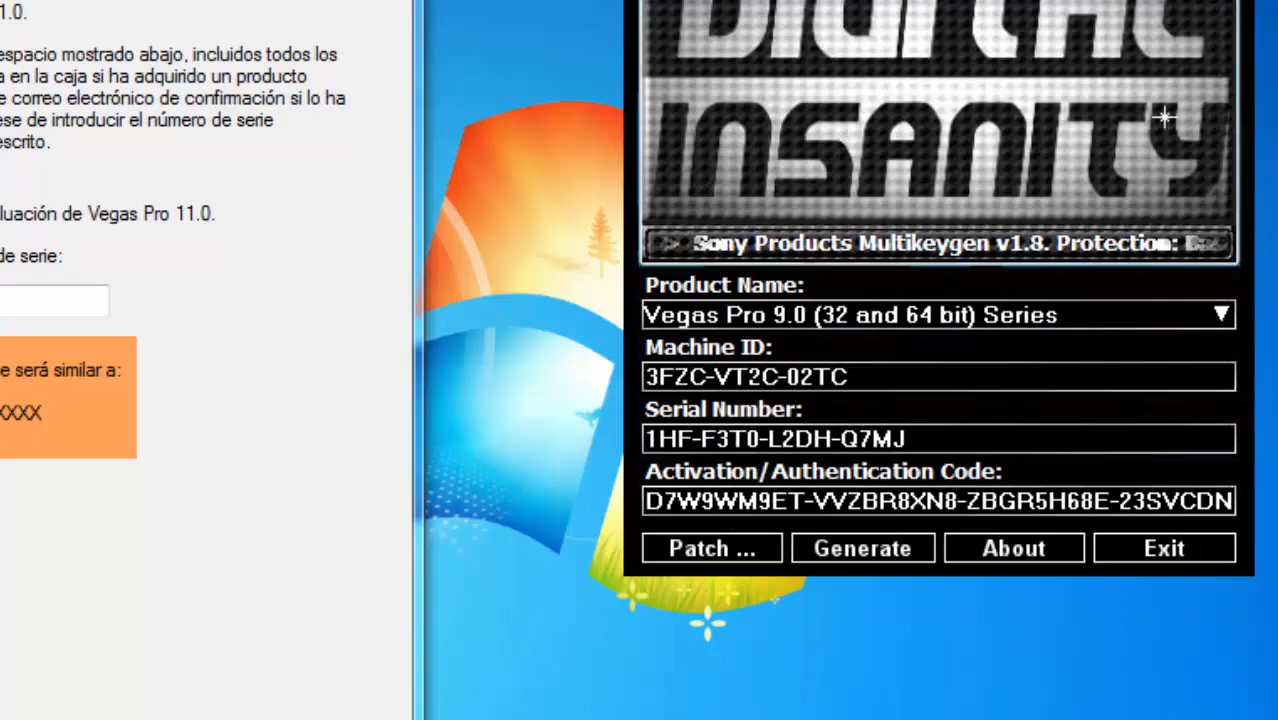 1.0.
espacio mostrado abajo, incluidos todos los
a en la caja si ha adquirido un producto
e correo electrónico de confirmación si lo ha
ese de introducir el número de serie
escrito.
luación de Vegas Pro 11.0.
de serie:
e será similar a:
XXXX
DIGITAL
INSANITY
> Sony Products Multikeygen v1.8. Protection:
Product Name:
Vegas Pro 9.0 (32 and 64 bit) Series
Machine ID:
3FZC-VT2C-02TC
Serial Number:
1HF-F3T0-L2DH-Q7MJ
Activation/Authentication Code:
D7W9WM9ET-VVZBR8XN8-ZBGR5H68E-23SVCDN
Patch ...
Generate
About
Exit